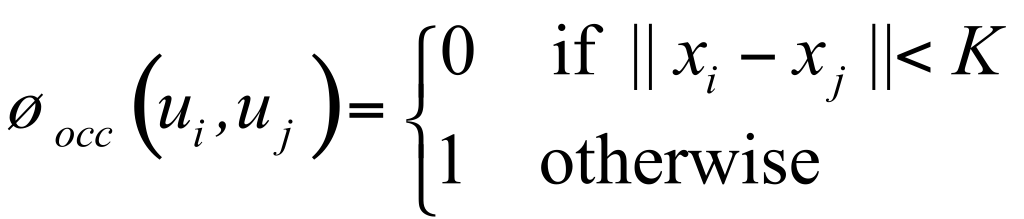 ø_occ (u_i, u_j) = { 0 if || x_i − x_j || < K
1 otherwise